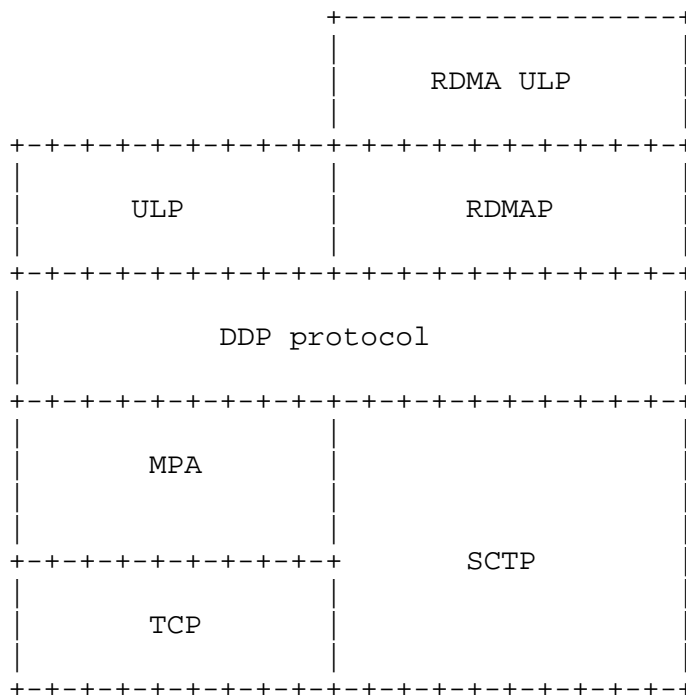 RDMA ULP
ULP RDMAP
DDP protocol
MPA
SCTP
TCP